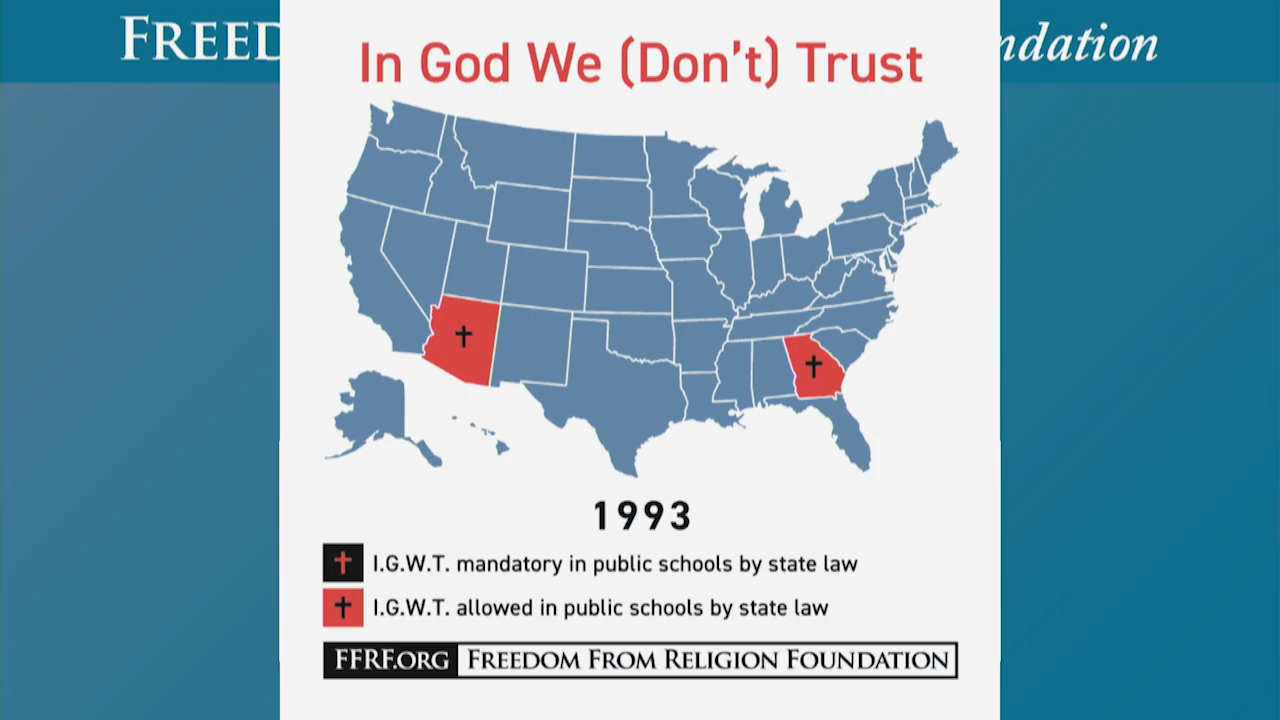 FREED
ndation
In God We (Don't) Trust
1993
I.G.W.T. mandatory in public schools by state law
I.G.W.T. allowed in public schools by state law
FFRF.ORG FREEDOM FROM RELIGION FOUNDATION